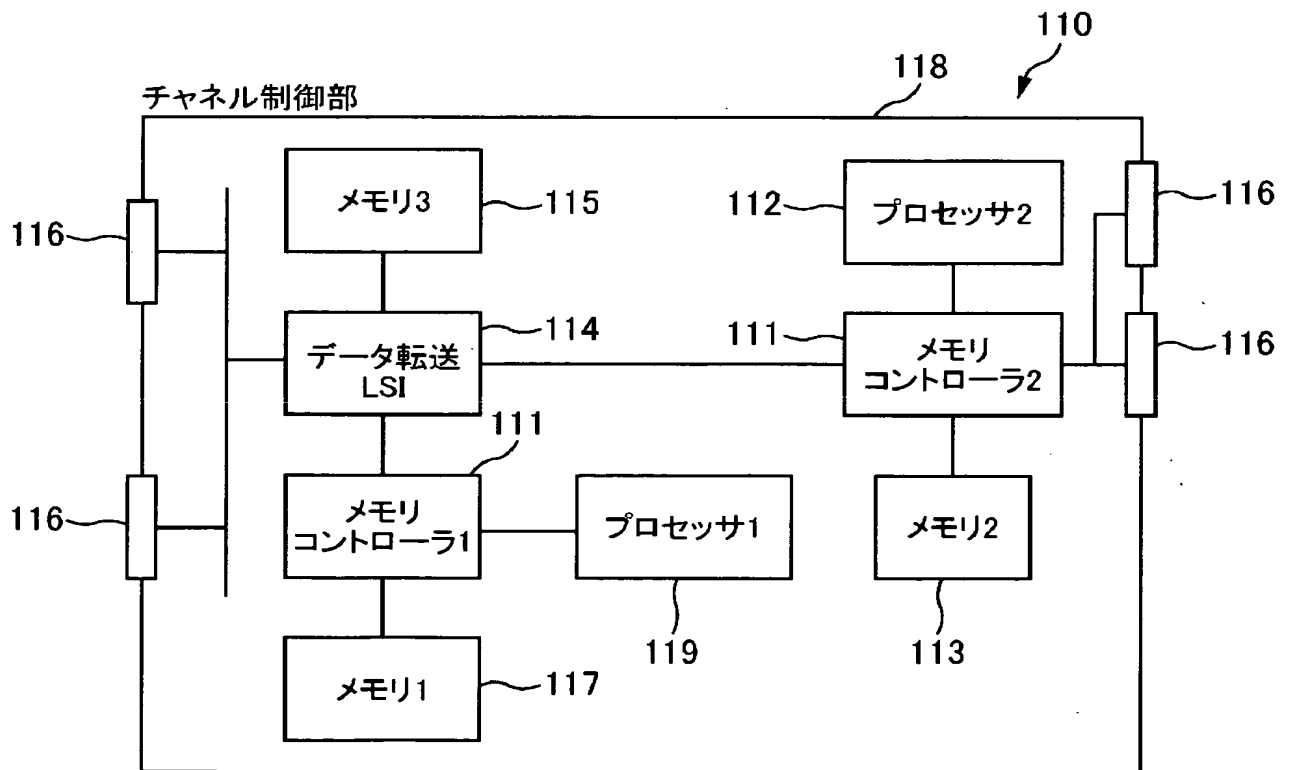 110
118
チャネル制御部
116
メモリ3
115
112
プロセッサ2
116
データ転送
LSI
114
111
メモリ
コントローラ2
116
111
116
メモリ
コントローラ1
プロセッサ1
メモリ2
119
113
メモリ1
117